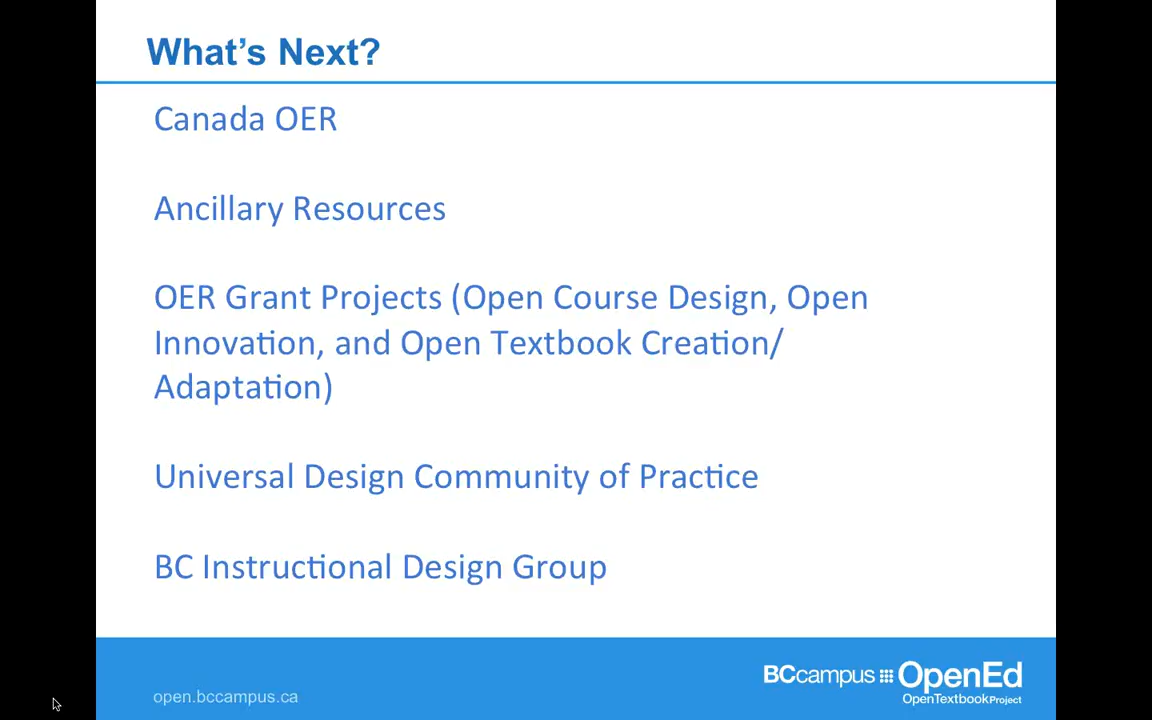 What’s Next?
Canada OER
Ancillary Resources
OER Grant Projects (Open Course Design, Open
Innovation, and Open Textbook Creation/
Adaptation)
Universal Design Community of Practice
BC Instructional Design Group
open.bccampus.ca
BCcampus OpenEd
OpenTextbookProject